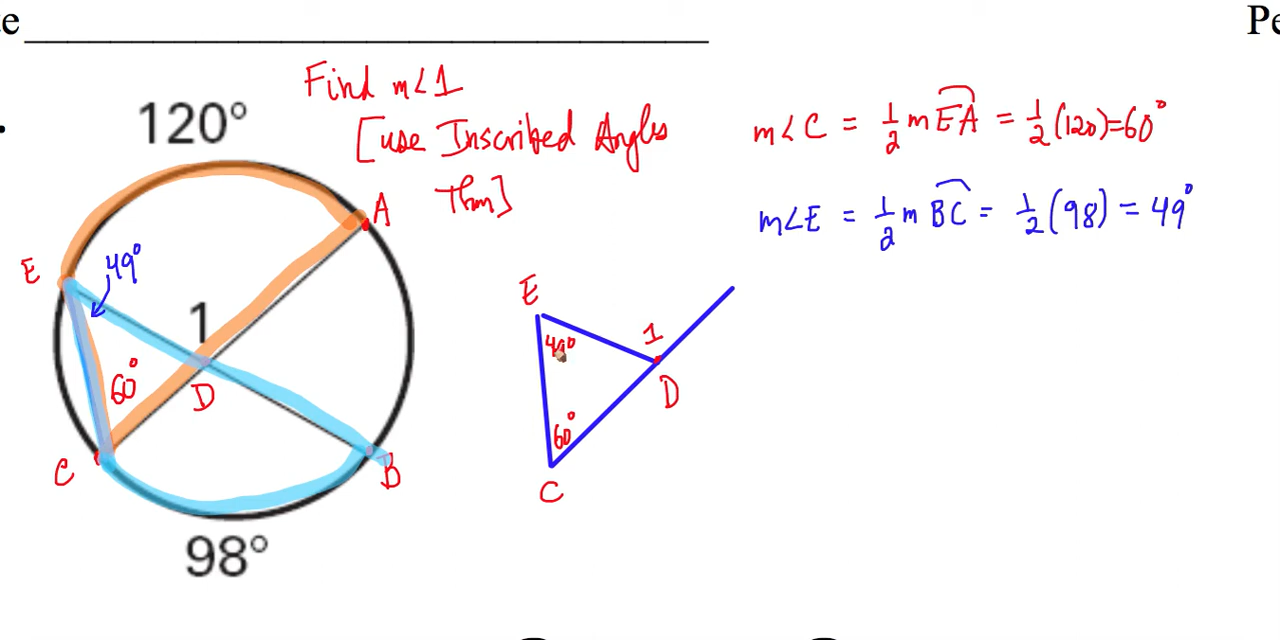 Pe
120°
Find m∠1
[use Inscribed Angles
Thm]
A
E
49°
1
60°
D
C
B
98°
m∠C = 1/2 m EA = 1/2 (120) = 60°
m∠E = 1/2 m BC = 1/2 (98) = 49°
E
49°
1
D
60°
C